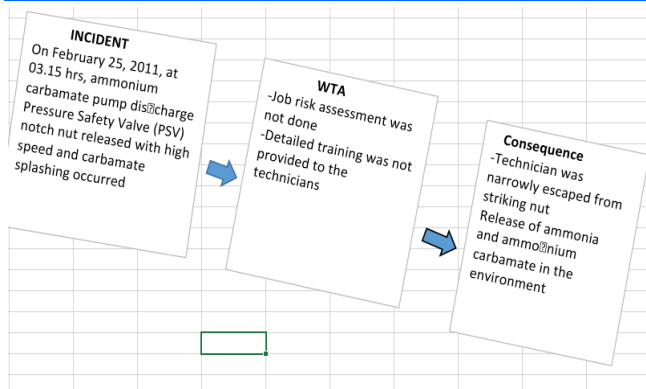 INCIDENT
On February 25, 2011, at
03.15 hrs, ammonium
carbamate pump dis�charge
Pressure Safety Valve (PSV)
notch nut released with high
speed and carbamate
splashing occurred
WTA
-Job risk assessment was
not done
-Detailed training was not
provided to the
technicians
Consequence
-Technician was
narrowly escaped from
striking nut
Release of ammonia
and ammo�nium
carbamate in the
environment